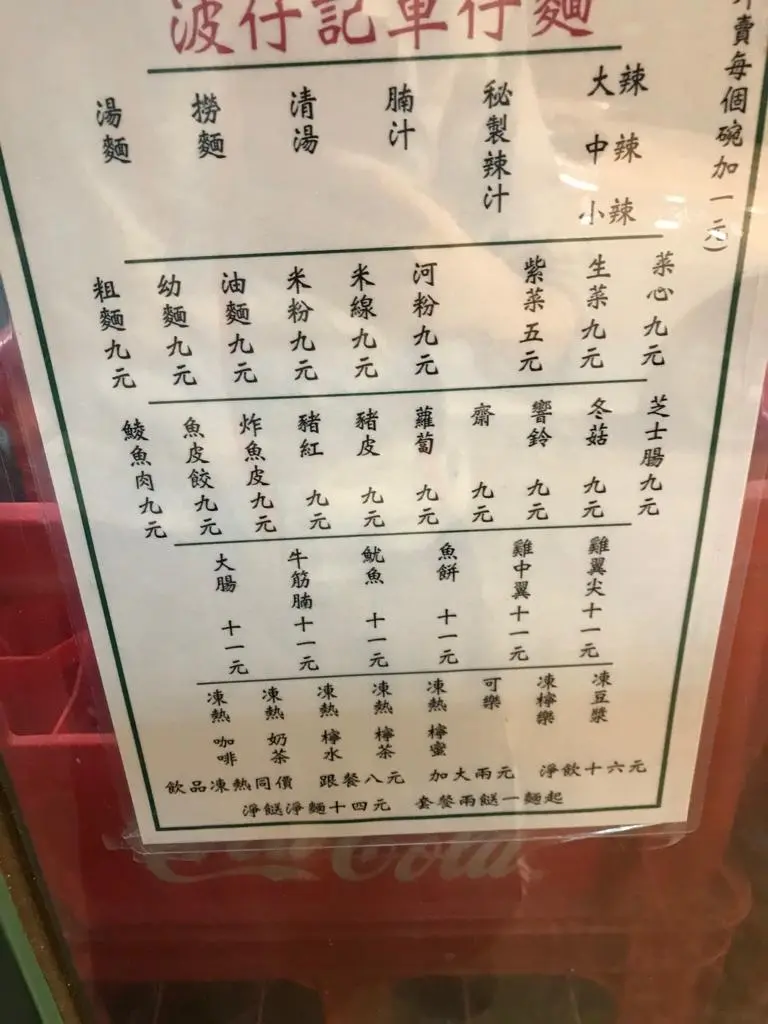 波仔記車仔麵
賣每個碗加一元)
大辣
中辣
小辣
秘製辣汁
腩汁
清湯
撈麵
湯麵
菜心九元
生菜九元
紫菜五元
河粉九元
米線九元
米粉九元
油麵九元
幼麵九元
粗麵九元
芝士腸九元
冬菇九元
響鈴九元
齋九元
蘿蔔九元
豬皮九元
豬紅九元
炸魚皮九元
魚皮餃九元
鯪魚肉九元
雞翼尖十一元
雞中翼十一元
魚餅十一元
魷魚十一元
牛筋腩十一元
大腸十一元
凍豆漿
凍檸樂
可樂
凍熱檸蜜
凍熱檸茶
凍熱檸水
凍熱奶茶
凍熱咖啡
飲品凍熱同價 跟餐八元 加大兩元 淨飲十六元
淨餸淨麵十四元 套餐兩餸一麵起
Cola